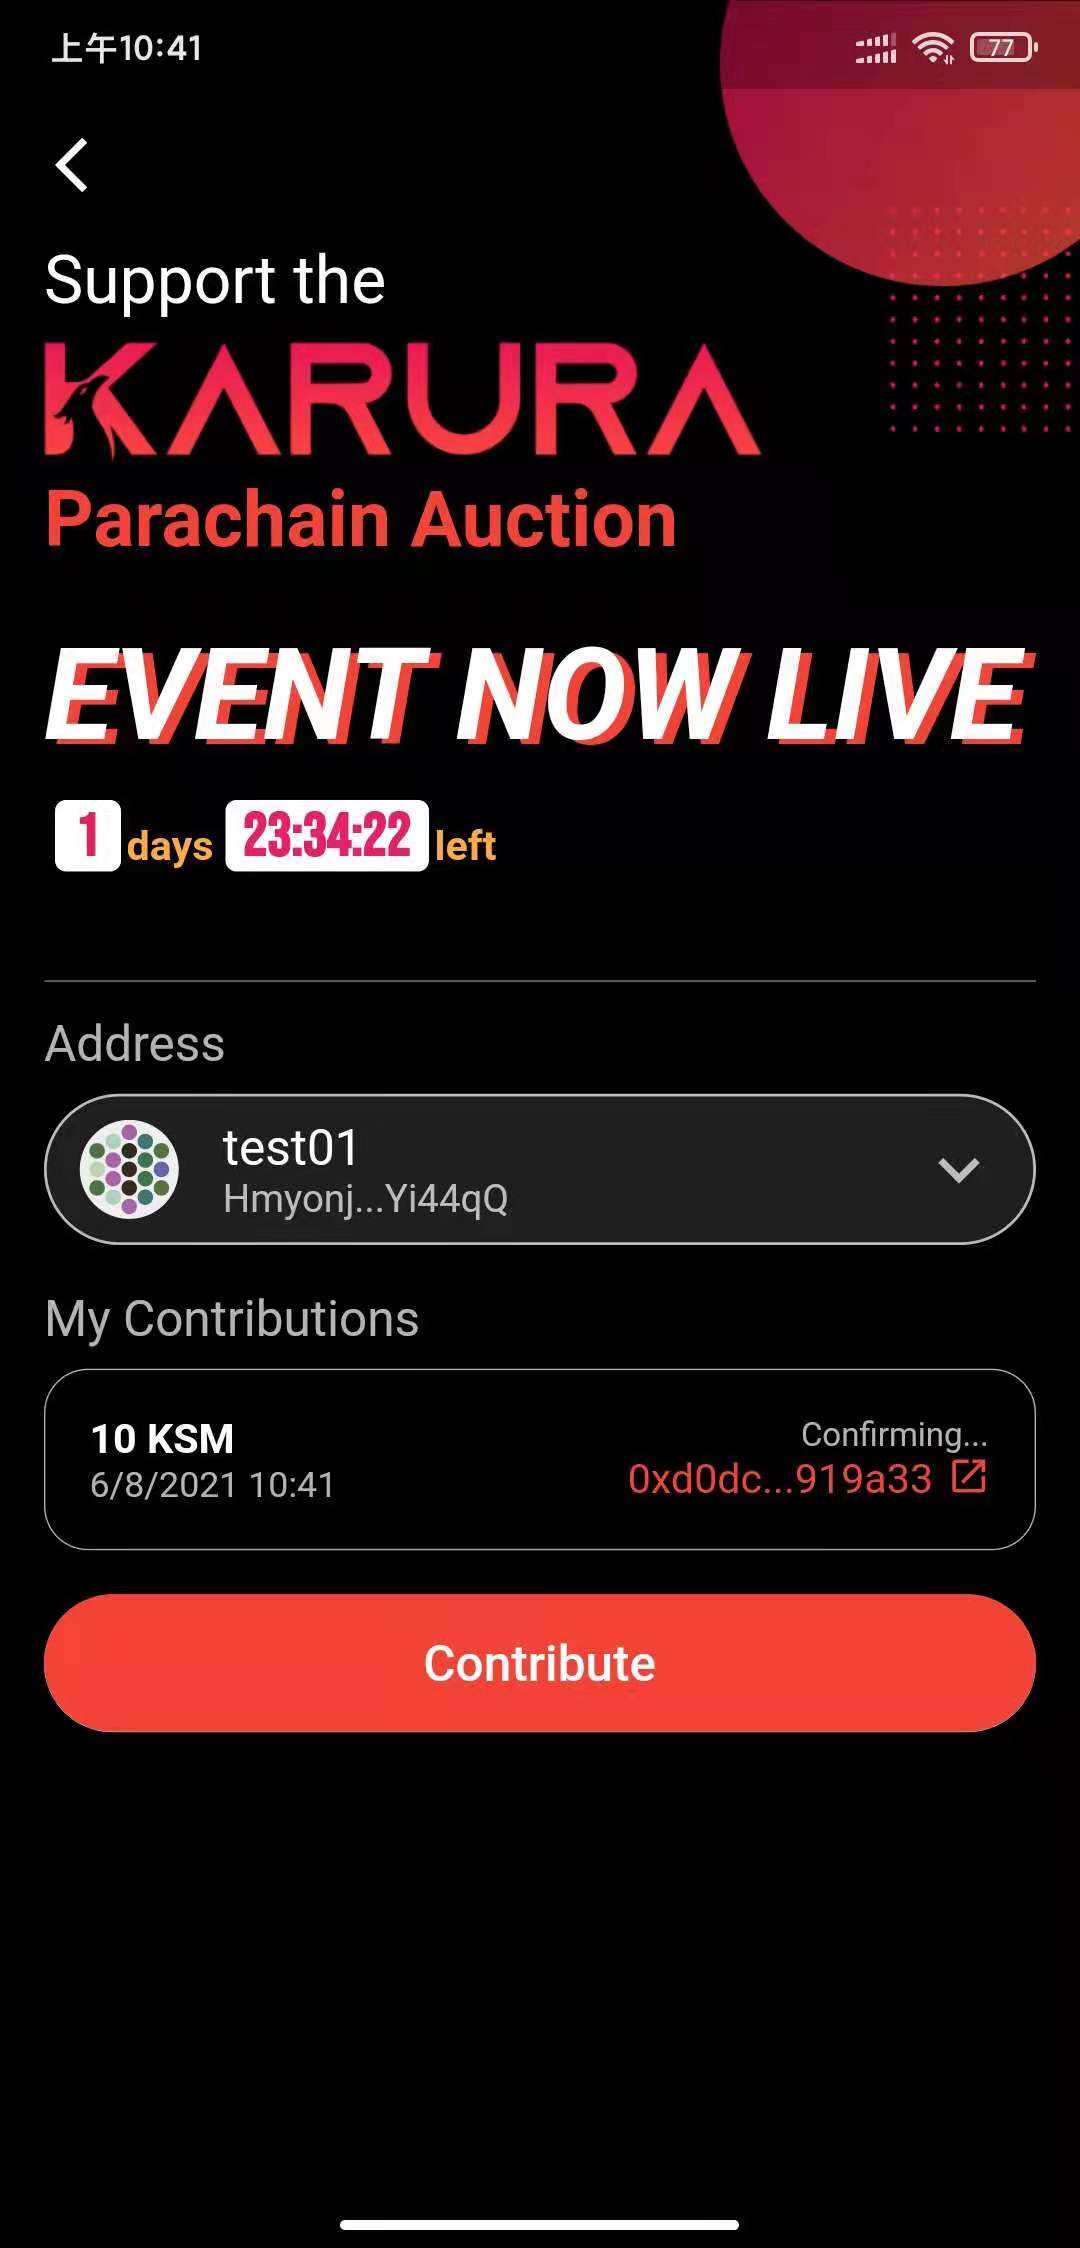 上午10:41
77
Support the
KARURA
Parachain Auction
EVENT NOW LIVE
1 days 23:34:22 left
Address
test01
Hmyonj...Yi44qQ
My Contributions
10 KSM
Confirming...
6/8/2021 10:41
0xd0dc...919a33
Contribute